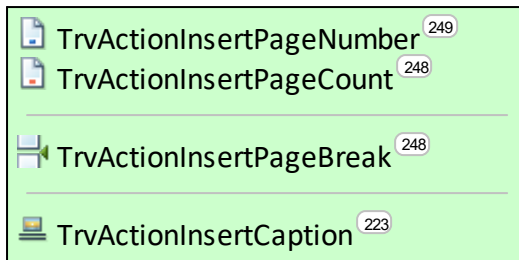 TrvActionInsertPageNumber 249
TrvActionInsertPageCount 248
TrvActionInsertPageBreak 248
TrvActionInsertCaption 223